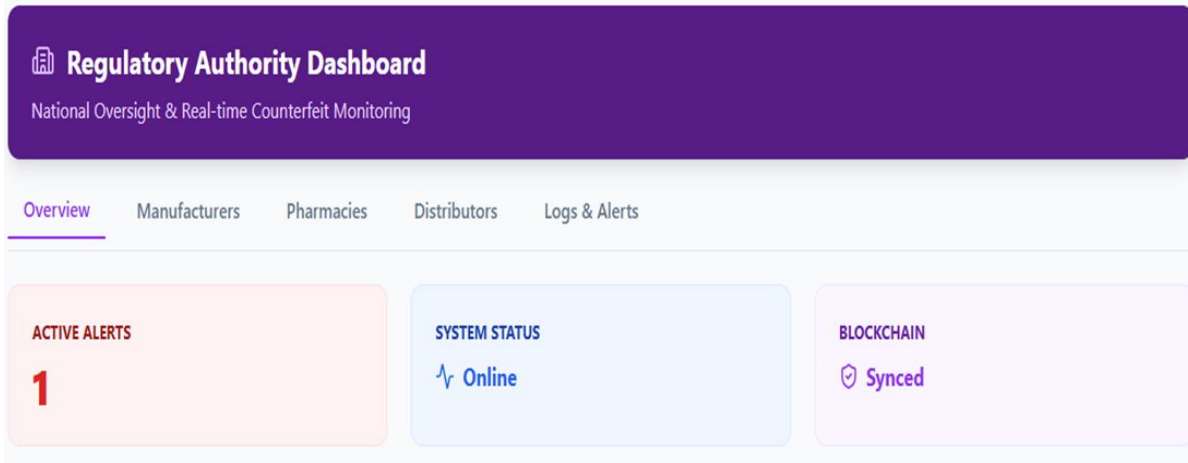 Regulatory Authority Dashboard
National Oversight & Real-time Counterfeit Monitoring
Overview Manufacturers Pharmacies Distributors Logs & Alerts
ACTIVE ALERTS
1
SYSTEM STATUS
Online
BLOCKCHAIN
Synced